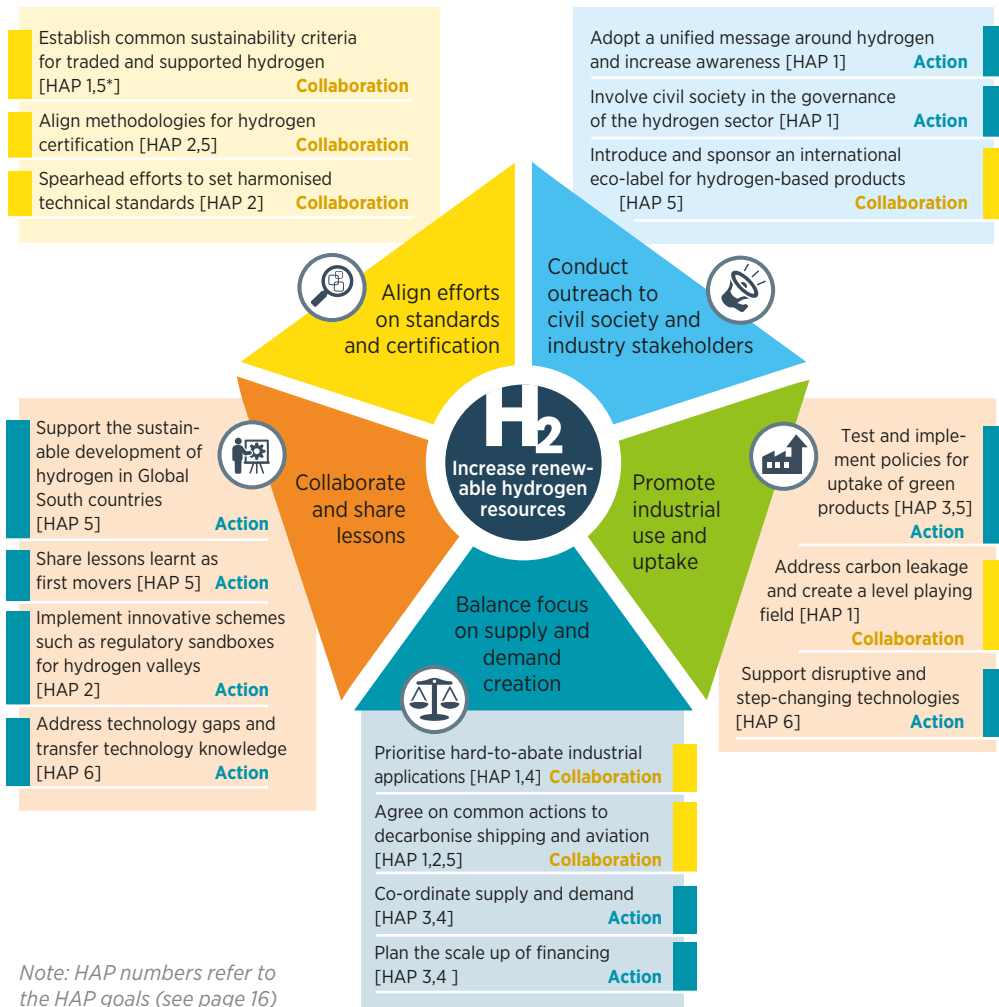 Establish common sustainability criteria
for traded and supported hydrogen
[HAP 1,5*] Collaboration
Align methodologies for hydrogen
certification [HAP 2,5] Collaboration
Spearhead efforts to set harmonised
technical standards [HAP 2] Collaboration
Adopt a unified message around hydrogen
and increase awareness [HAP 1] Action
Involve civil society in the governance
of the hydrogen sector [HAP 1] Action
Introduce and sponsor an international
eco-label for hydrogen-based products
[HAP 5] Collaboration
Align efforts
on standards
and certification
Conduct
outreach to
civil society and
industry stakeholders
H2
Increase renew-
able hydrogen
resources
Collaborate
and share
lessons
Promote
industrial
use and
uptake
Balance focus
on supply and
demand
creation
Support the sustain-
able development of
hydrogen in Global
South countries
[HAP 5] Action
Share lessons learnt as
first movers [HAP 5] Action
Implement innovative schemes
such as regulatory sandboxes
for hydrogen valleys
[HAP 2] Action
Address technology gaps and
transfer technology knowledge
[HAP 6] Action
Test and imple-
ment policies for
uptake of green
products [HAP 3,5]
Action
Address carbon leakage
and create a level playing
field [HAP 1]
Collaboration
Support disruptive and
step-changing technologies
[HAP 6] Action
Prioritise hard-to-abate industrial
applications [HAP 1,4] Collaboration
Agree on common actions to
decarbonise shipping and aviation
[HAP 1,2,5] Collaboration
Co-ordinate supply and demand
[HAP 3,4] Action
Plan the scale up of financing
[HAP 3,4 ] Action
Note: HAP numbers refer to
the HAP goals (see page 16)